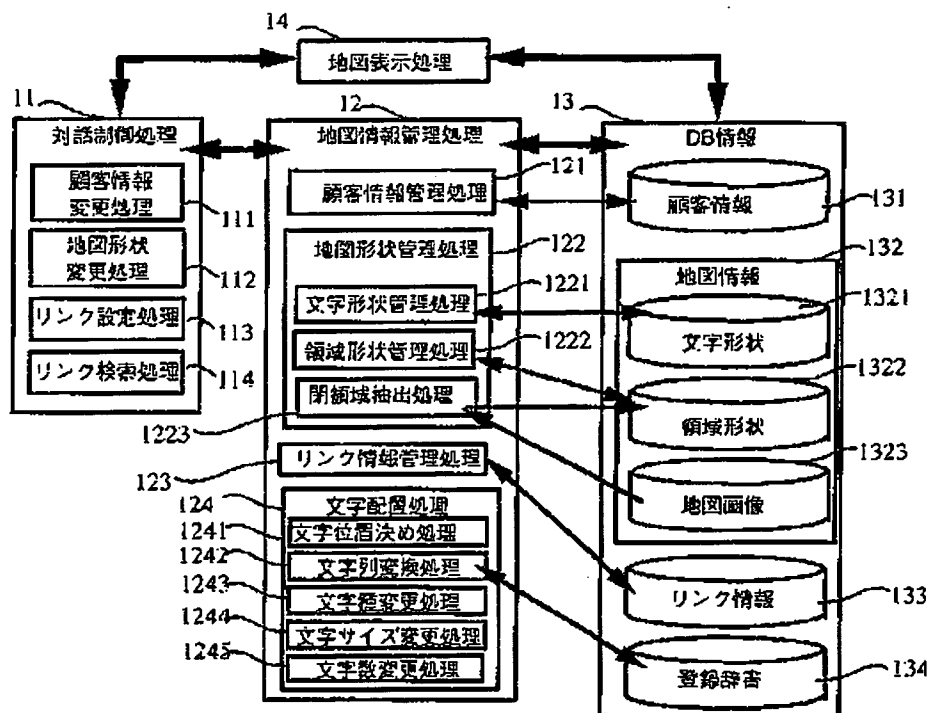 14
地図表示処理
11
対話制御処理
顧客情報
変更処理
111
地図形状
変更処理
112
リンク設定処理
113
リンク検索処理
114
12
地図情報管理処理
121
顧客情報管理処理
122
地図形状管理処理
1221
文字形状管理処理
1222
領域形状管理処理
閉領域抽出処理
1223
リンク情報管理処理
123
124
文字配置処理
1241
文字位置決め処理
1242
文字列変換処理
1243
文字種変更処理
1244
文字サイズ変更処理
1245
文字数変更処理
13
DB情報
顧客情報
131
132
地図情報
1321
文字形状
1322
領域形状
1323
地図画像
リンク情報
133
登録辞書
134